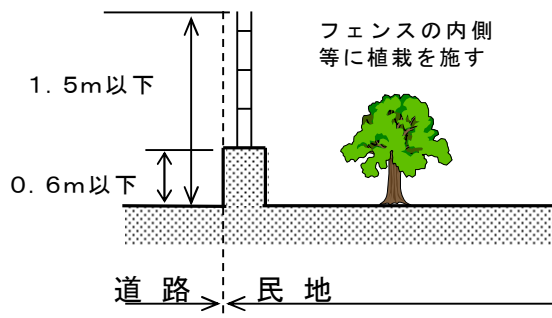 フェンスの内側
等に植栽を施す
１．５ｍ以下
０．６ｍ以下
道 路
民 地